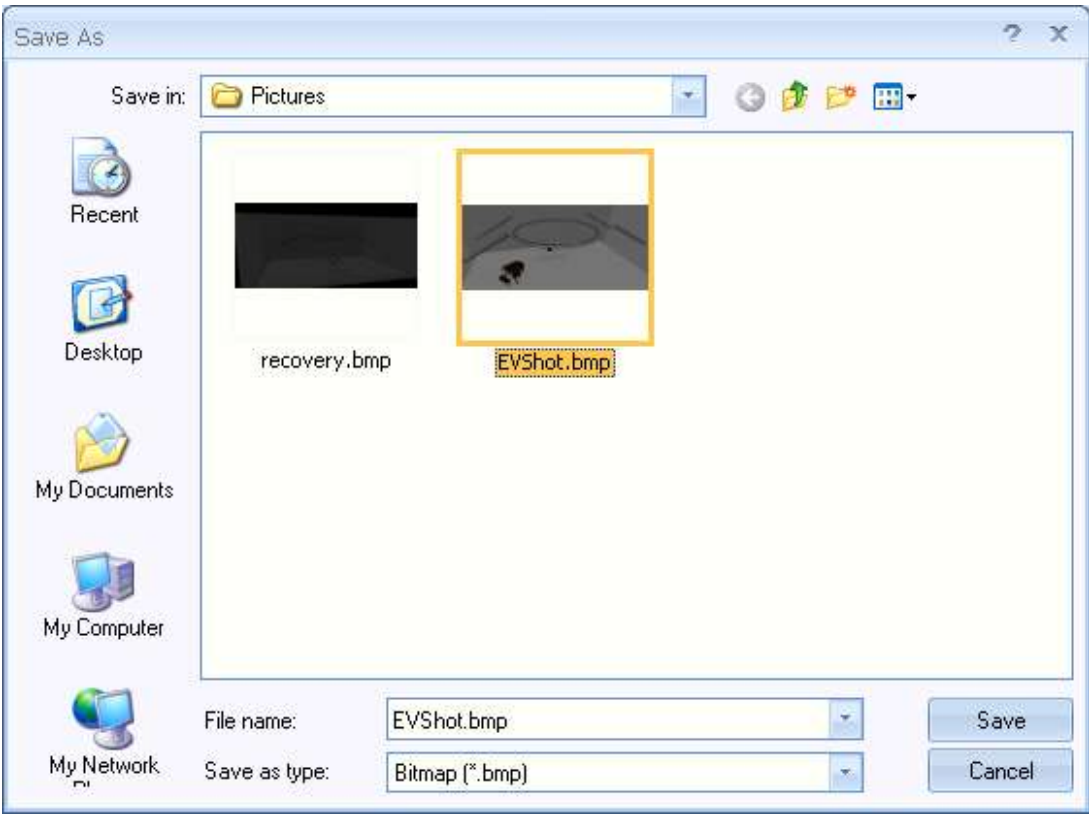 Save As
Save in: Pictures
Recent
Desktop
My Documents
My Computer
My Network
recovery.bmp
EVShot.bmp
File name: EVShot.bmp Save
Save as type: Bitmap (*.bmp) Cancel